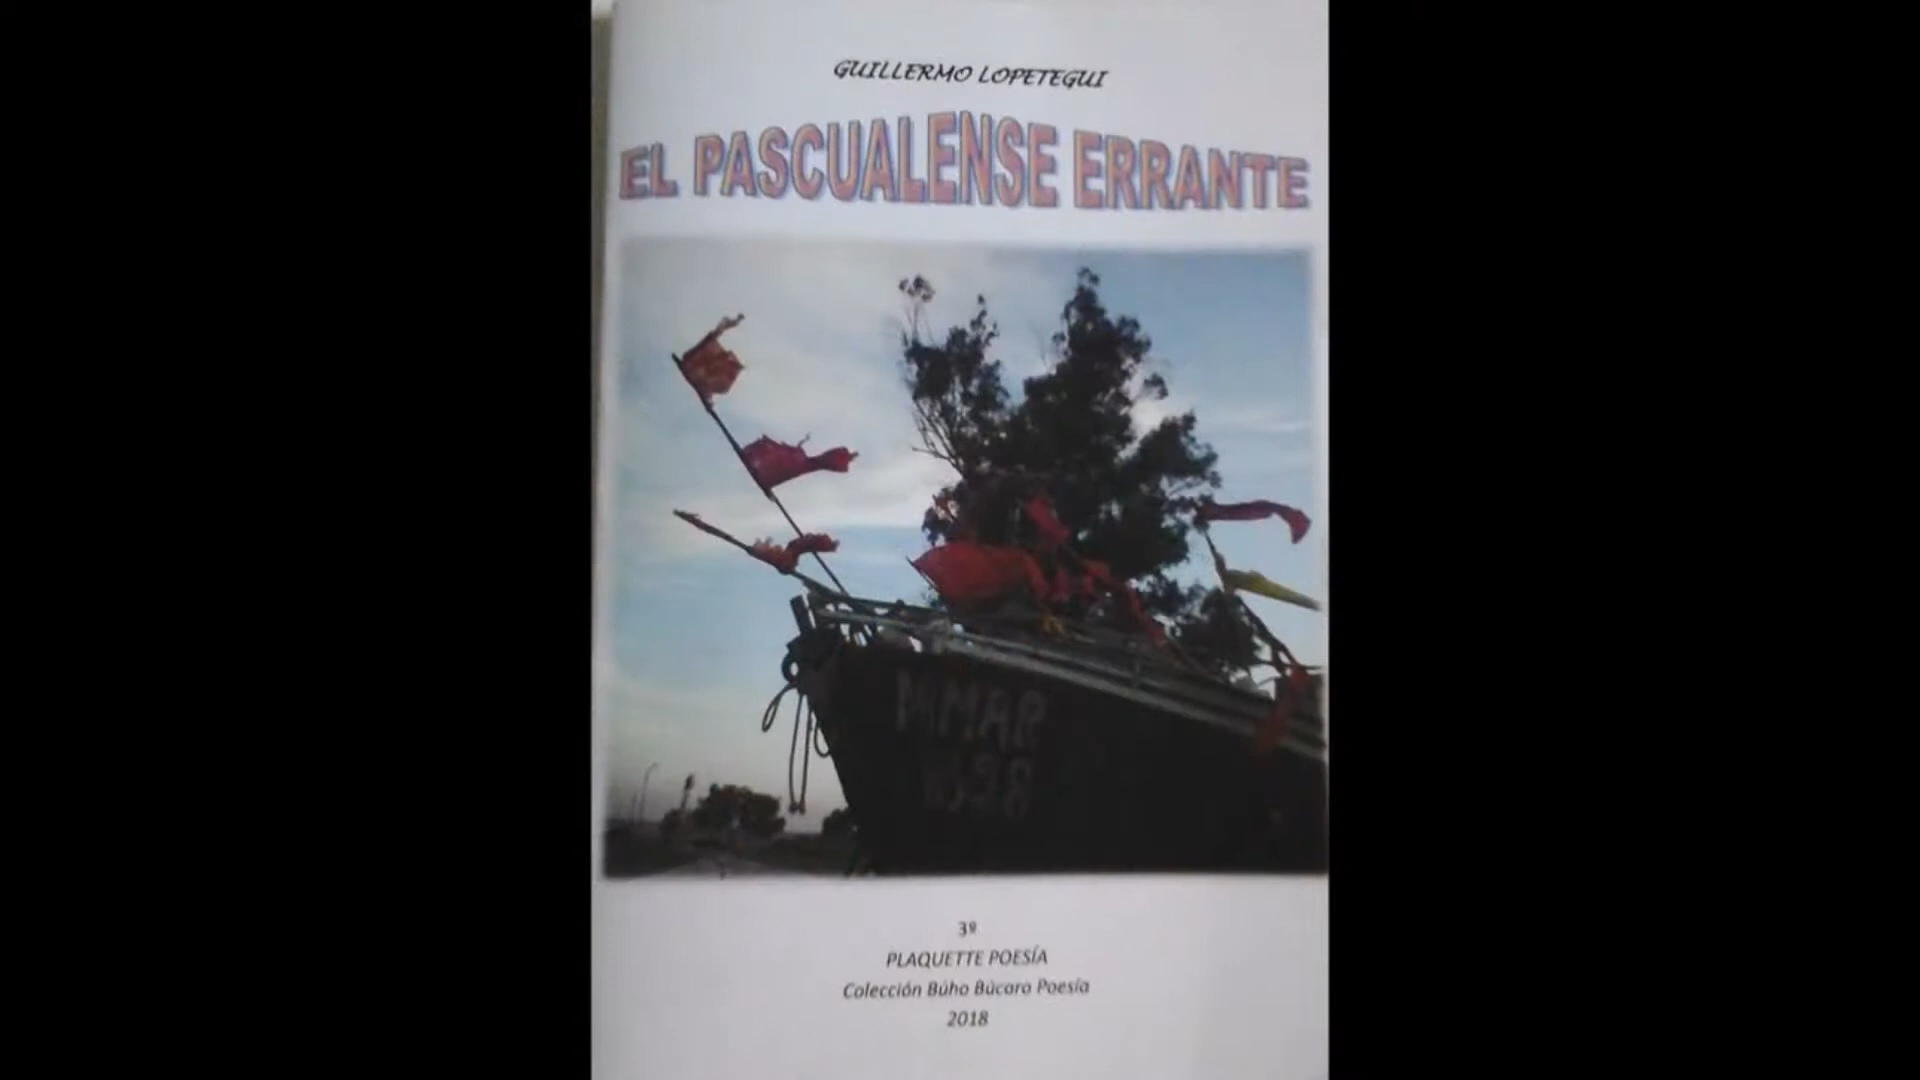 GUILLERMO LOPETEGUI
EL PASCUALENSE ERRANTE
3º
PLAQUETTE POESÍA
Colección Búho Búcaro Poesía
2018